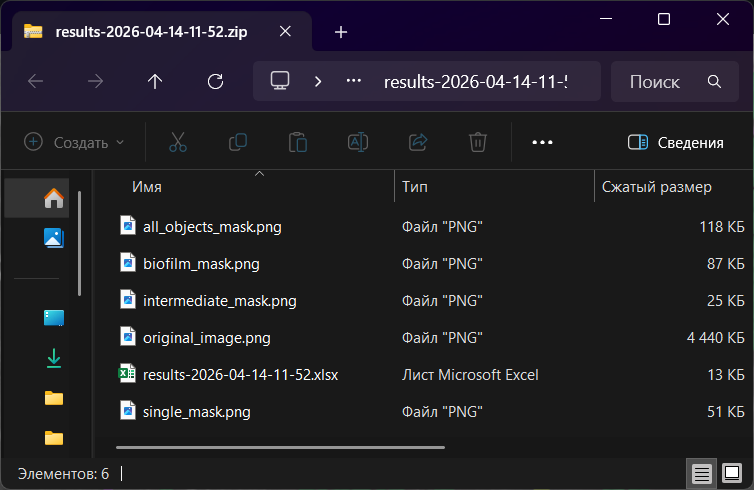 results-2026-04-14-11-52.zip
results-2026-04-14-11-5
Поиск
Создать
Сведения
Имя Тип Сжатый размер
all_objects_mask.png Файл "PNG" 118 КБ
biofilm_mask.png Файл "PNG" 87 КБ
intermediate_mask.png Файл "PNG" 25 КБ
original_image.png Файл "PNG" 4 440 КБ
results-2026-04-14-11-52.xlsx Лист Microsoft Excel 13 КБ
single_mask.png Файл "PNG" 51 КБ
Элементов: 6